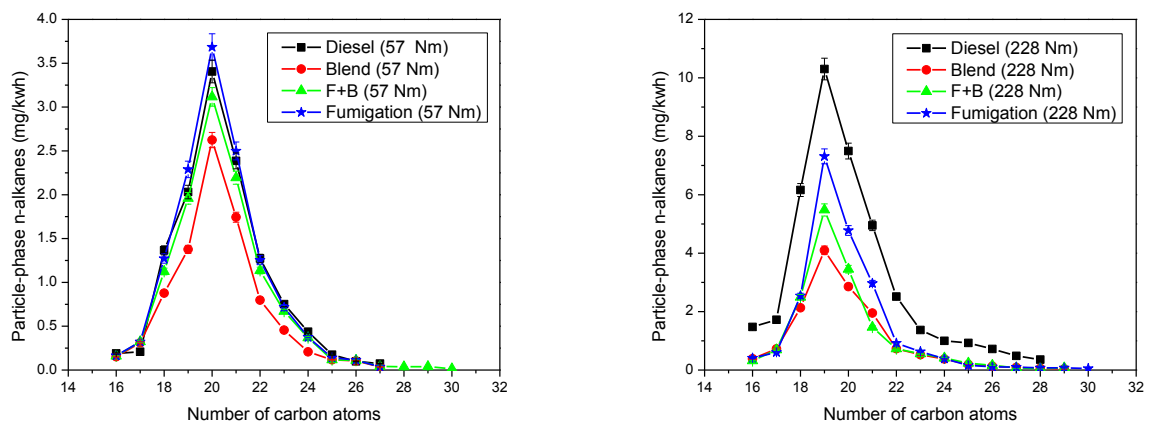 Particle-phase n-alkanes (mg/kwh)
4.0
3.5
3.0
2.5
2.0
1.5
1.0
0.5
0.0
Diesel (57 Nm)
Blend (57 Nm)
F+B (57 Nm)
Fumigation (57 Nm)
14 16 18 20 22 24 26 28 30 32
Number of carbon atoms
Particle-phase n-alkanes (mg/kwh)
12
10
8
6
4
2
0
Diesel (228 Nm)
Blend (228 Nm)
F+B (228 Nm)
Fumigation (228 Nm)
14 16 18 20 22 24 26 28 30 32
Number of carbon atoms